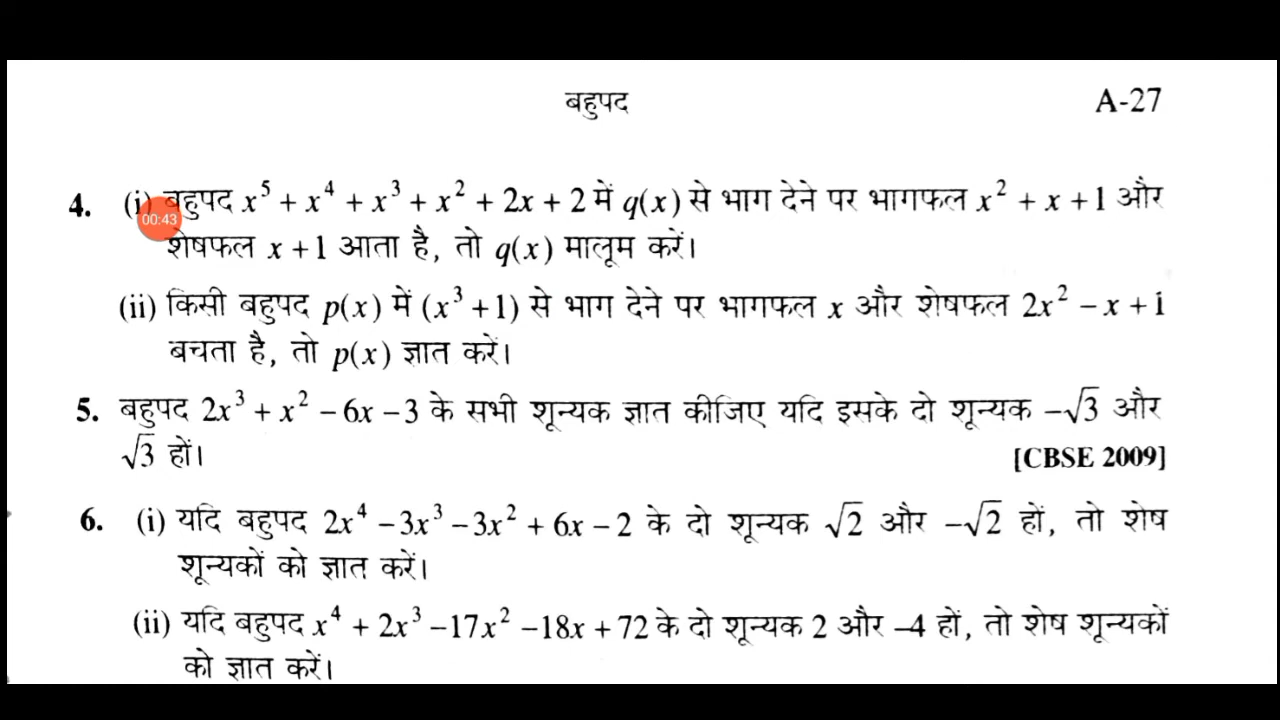 बहुपद A-27
4. (i) बहुपद x⁵ + x⁴ + x³ + x² + 2x + 2 में q(x) से भाग देने पर भागफल x² + x + 1 और
00:43
शेषफल x + 1 आता है, तो q(x) मालूम करें।
(ii) किसी बहुपद p(x) में (x³ + 1) से भाग देने पर भागफल x और शेषफल 2x² − x + 1
बचता है, तो p(x) ज्ञात करें।
5. बहुपद 2x³ + x² − 6x − 3 के सभी शून्यक ज्ञात कीजिए यदि इसके दो शून्यक −√3 और
√3 हों। [CBSE 2009]
6. (i) यदि बहुपद 2x⁴ − 3x³ − 3x² + 6x − 2 के दो शून्यक √2 और −√2 हों, तो शेष
शून्यकों को ज्ञात करें।
(ii) यदि बहुपद x⁴ + 2x³ − 17x² − 18x + 72 के दो शून्यक 2 और −4 हों, तो शेष शून्यकों
को ज्ञात करें।